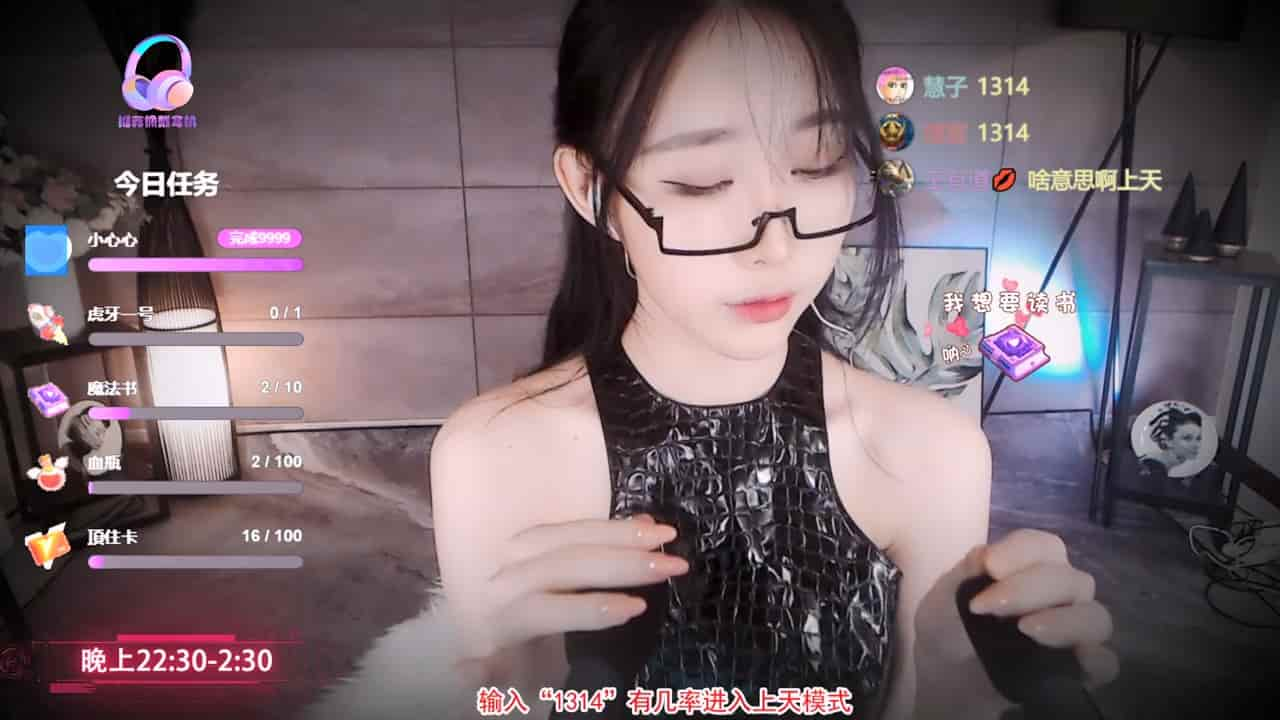 今日任务
小心心
完成9999
虎牙一号
0 / 1
魔法书
2 / 10
血瓶
2 / 100
頂住卡
16 / 100
晚上22:30-2:30
慧子 1314
1314
啥意思啊上天
我想要读书
呐
输入“1314”有几率进入上天模式